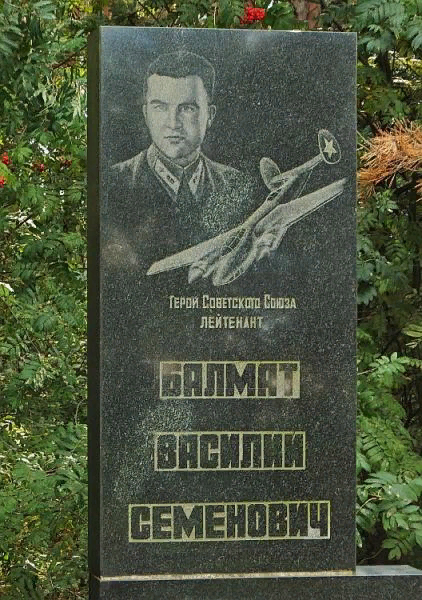 Герой Советского Союза
лейтенант
БАЛМАТ
ВАСИЛИЙ
СЕМЕНОВИЧ